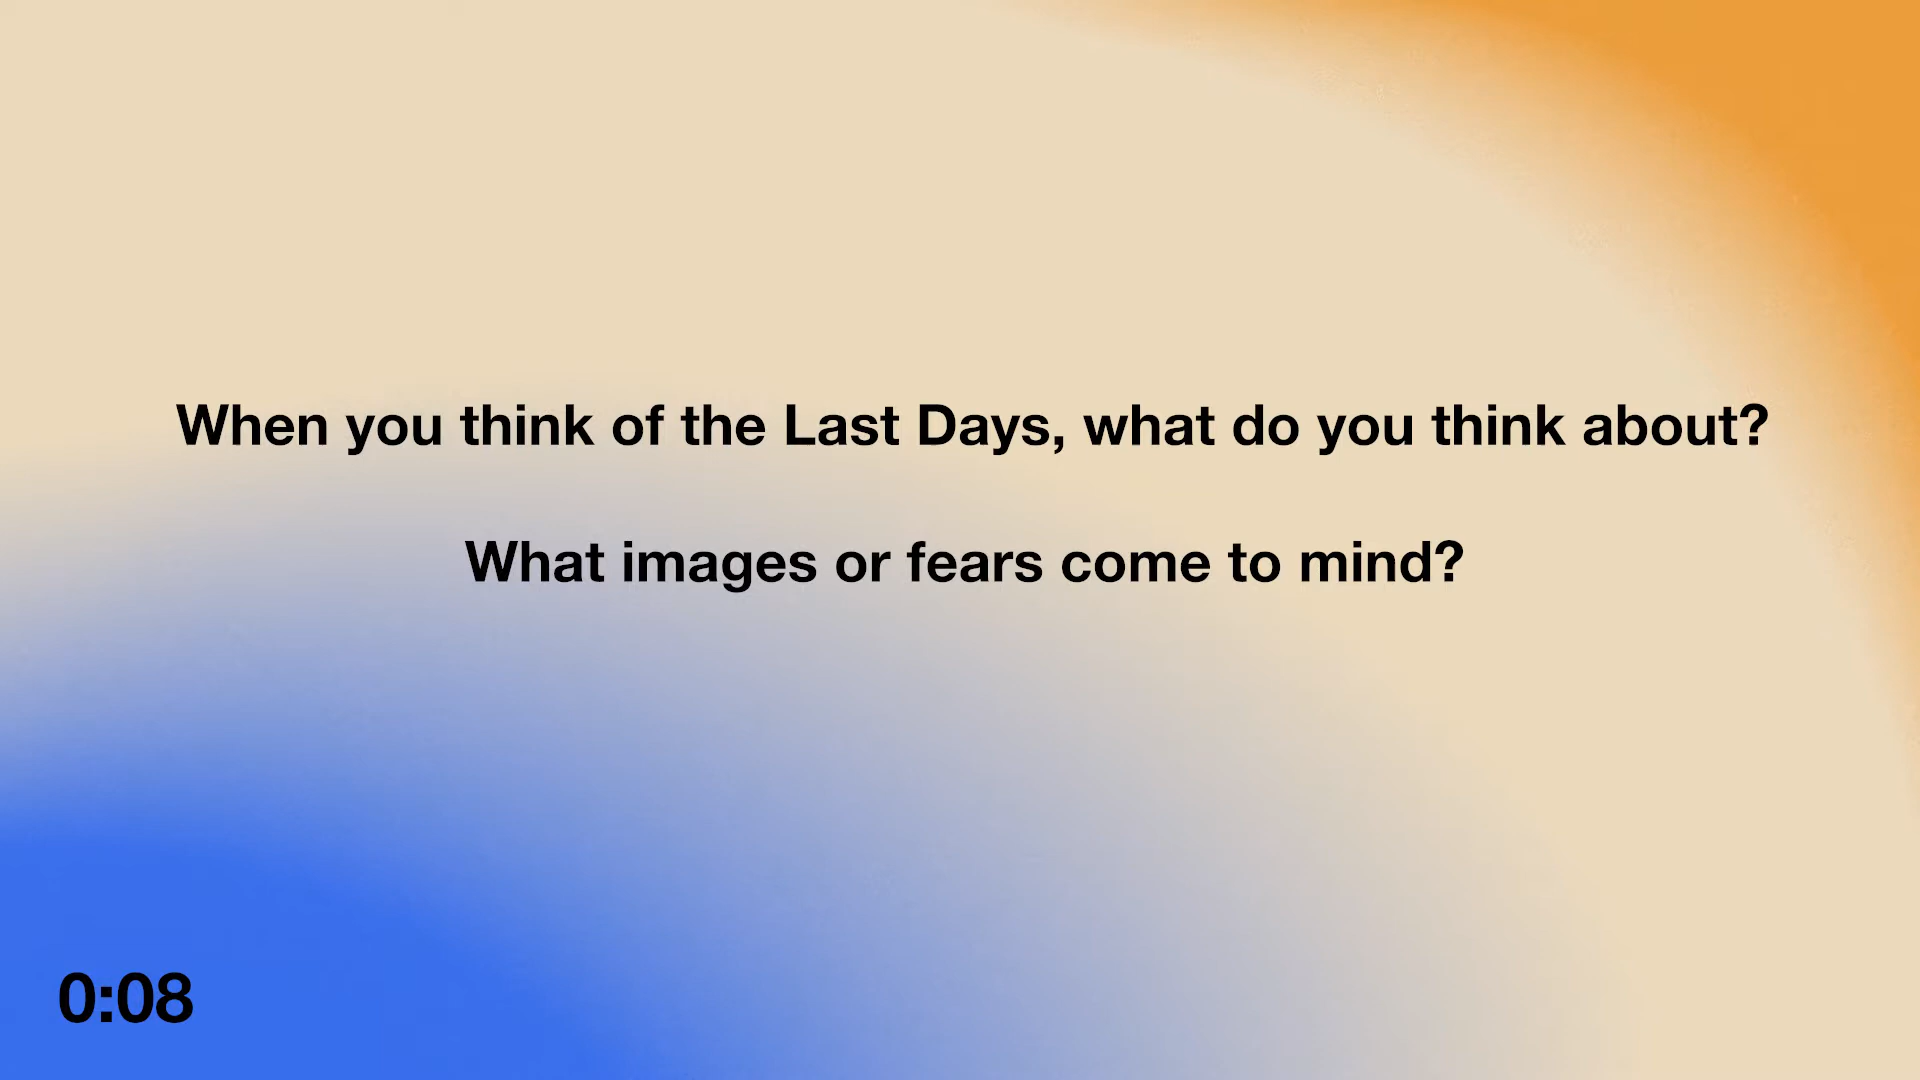 When you think of the Last Days, what do you think about?
What images or fears come to mind?
0:08